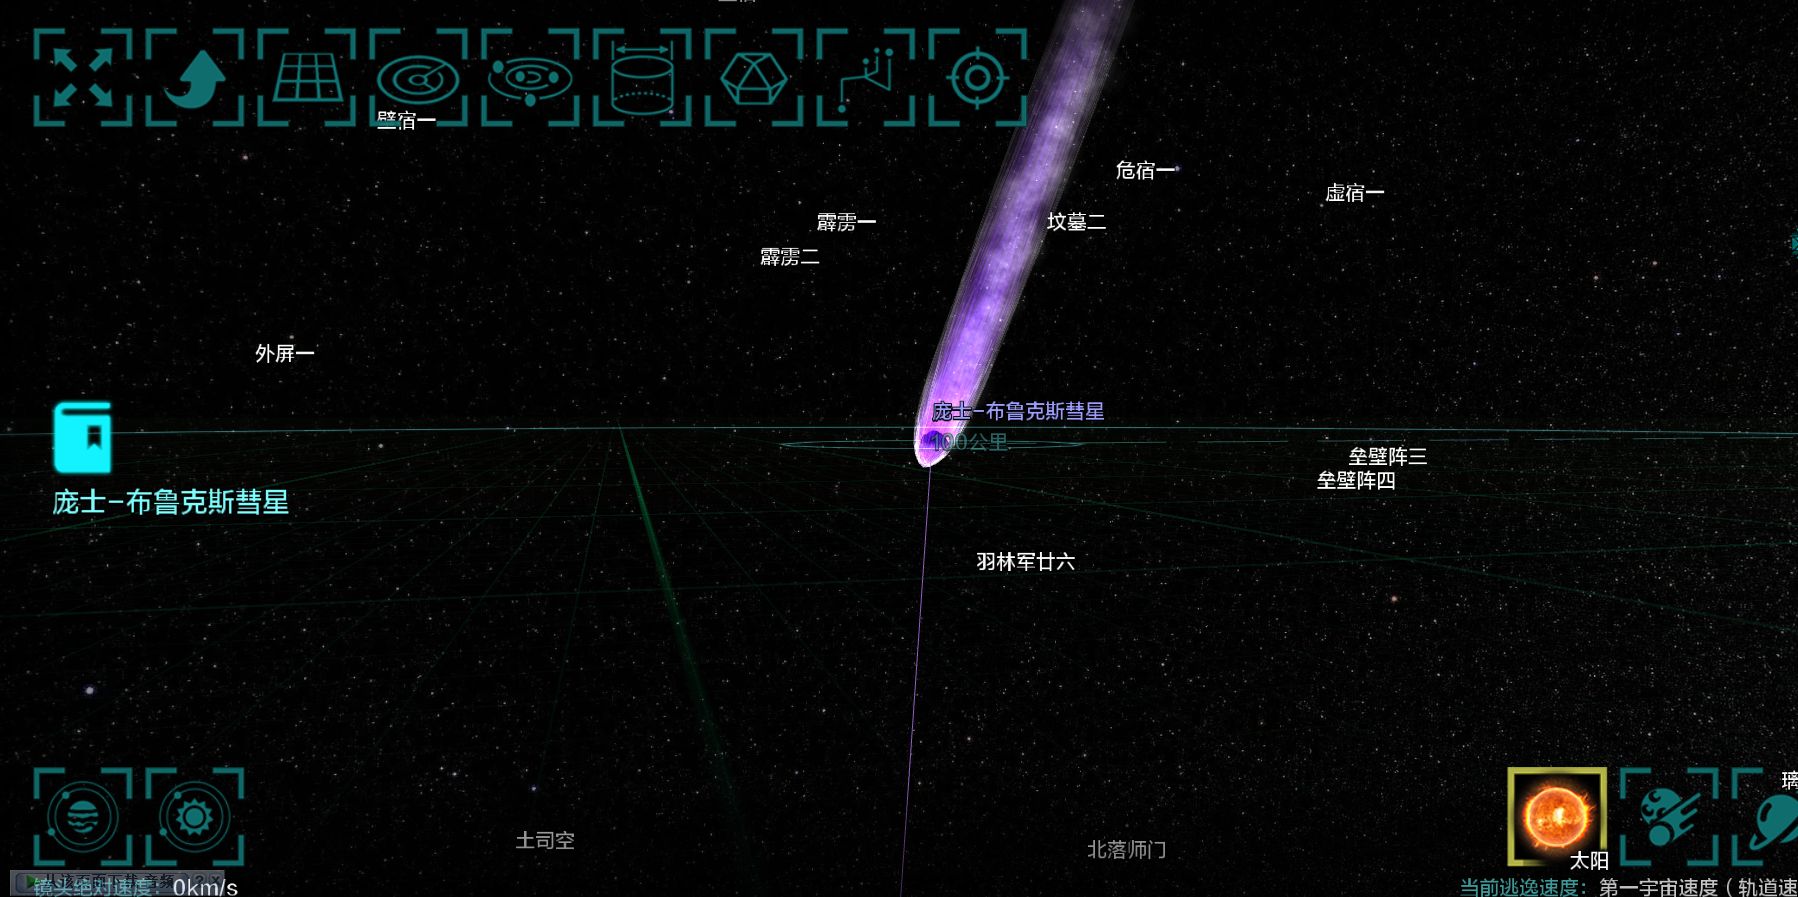 壁宿一
危宿一
虚宿一
霹雳一
坟墓二
霹雳二
外屏一
庞士-布鲁克斯彗星
100公里
垒壁阵三
垒壁阵四
庞士-布鲁克斯彗星
羽林军廿六
土司空
北落师门
太阳
镜头绝对速度: 0km/s
当前逃逸速度: 第一宇宙速度（轨道速